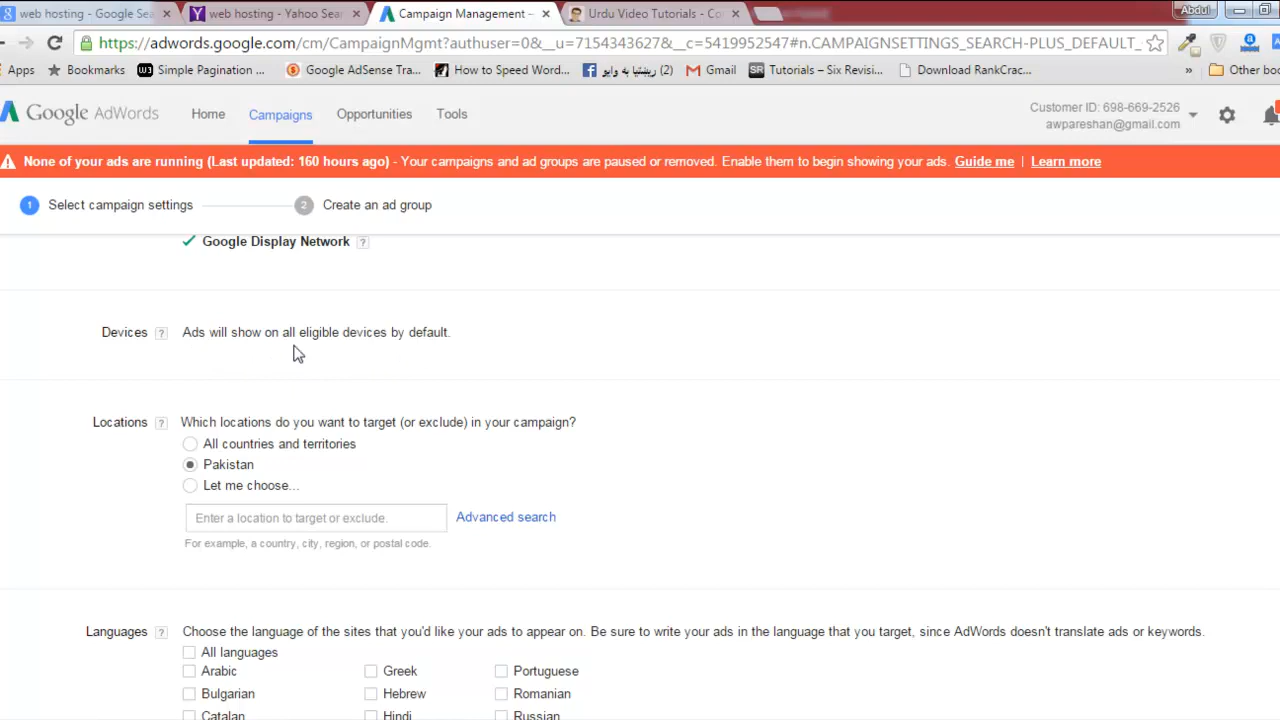 web hosting - Google Sea
web hosting - Yahoo Sear
Campaign Management –
Urdu Video Tutorials - Co
Abdul
https://adwords.google.com/cm/CampaignMgmt?authuser=0&__u=7154343627&__c=5419952547#n.CAMPAIGNSETTINGS_SEARCH-PLUS_DEFAULT_
Apps
Bookmarks
Simple Pagination ...
Google AdSense Tra...
How to Speed Word...
(2)
Gmail
Tutorials – Six Revisi...
Download RankCrac...
»
Other boo
Google AdWords
Home
Campaigns
Opportunities
Tools
Customer ID: 698-669-2526
awpareshan@gmail.com
None of your ads are running (Last updated: 160 hours ago) - Your campaigns and ad groups are paused or removed. Enable them to begin showing your ads. Guide me | Learn more
1 Select campaign settings
2 Create an ad group
Google Display Network ?
Devices ? Ads will show on all eligible devices by default.
Locations ? Which locations do you want to target (or exclude) in your campaign?
All countries and territories
Pakistan
Let me choose...
Enter a location to target or exclude.
Advanced search
For example, a country, city, region, or postal code.
Languages ? Choose the language of the sites that you'd like your ads to appear on. Be sure to write your ads in the language that you target, since AdWords doesn't translate ads or keywords.
All languages
Arabic Greek Portuguese
Bulgarian Hebrew Romanian
Catalan Hindi Russian